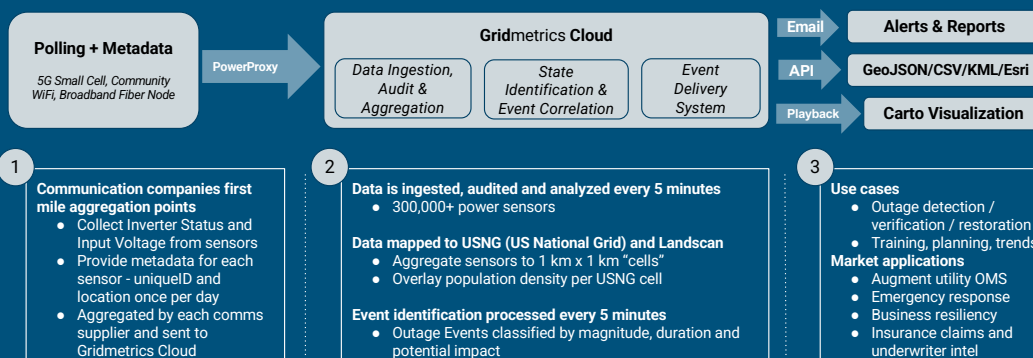 Polling + Metadata
5G Small Cell, Community
WiFi, Broadband Fiber Node
PowerProxy
Gridmetrics Cloud
Data Ingestion,
Audit &
Aggregation
State
Identification &
Event Correlation
Event
Delivery
System
Email
Alerts & Reports
API
GeoJSON/CSV/KML/Esri
Playback
Carto Visualization
1
Communication companies first
mile aggregation points
● Collect Inverter Status and
Input Voltage from sensors
● Provide metadata for each
sensor - uniqueID and
location once per day
● Aggregated by each comms
supplier and sent to
Gridmetrics Cloud
2
Data is ingested, audited and analyzed every 5 minutes
● 300,000+ power sensors
Data mapped to USNG (US National Grid) and Landscan
● Aggregate sensors to 1 km x 1 km “cells”
● Overlay population density per USNG cell
Event identification processed every 5 minutes
● Outage Events classified by magnitude, duration and
potential impact
3
Use cases
● Outage detection /
verification / restoration
● Training, planning, trends
Market applications
● Augment utility OMS
● Emergency response
● Business resiliency
● Insurance claims and
underwriter intel